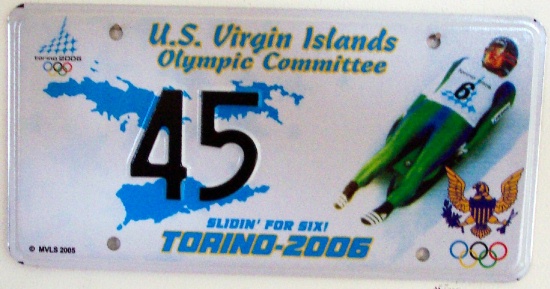 U.S. Virgin Islands
Olympic Committee
torino 2006
6
45
SLIDIN' FOR SIX!
TORINO-2006
© MVLS 2005